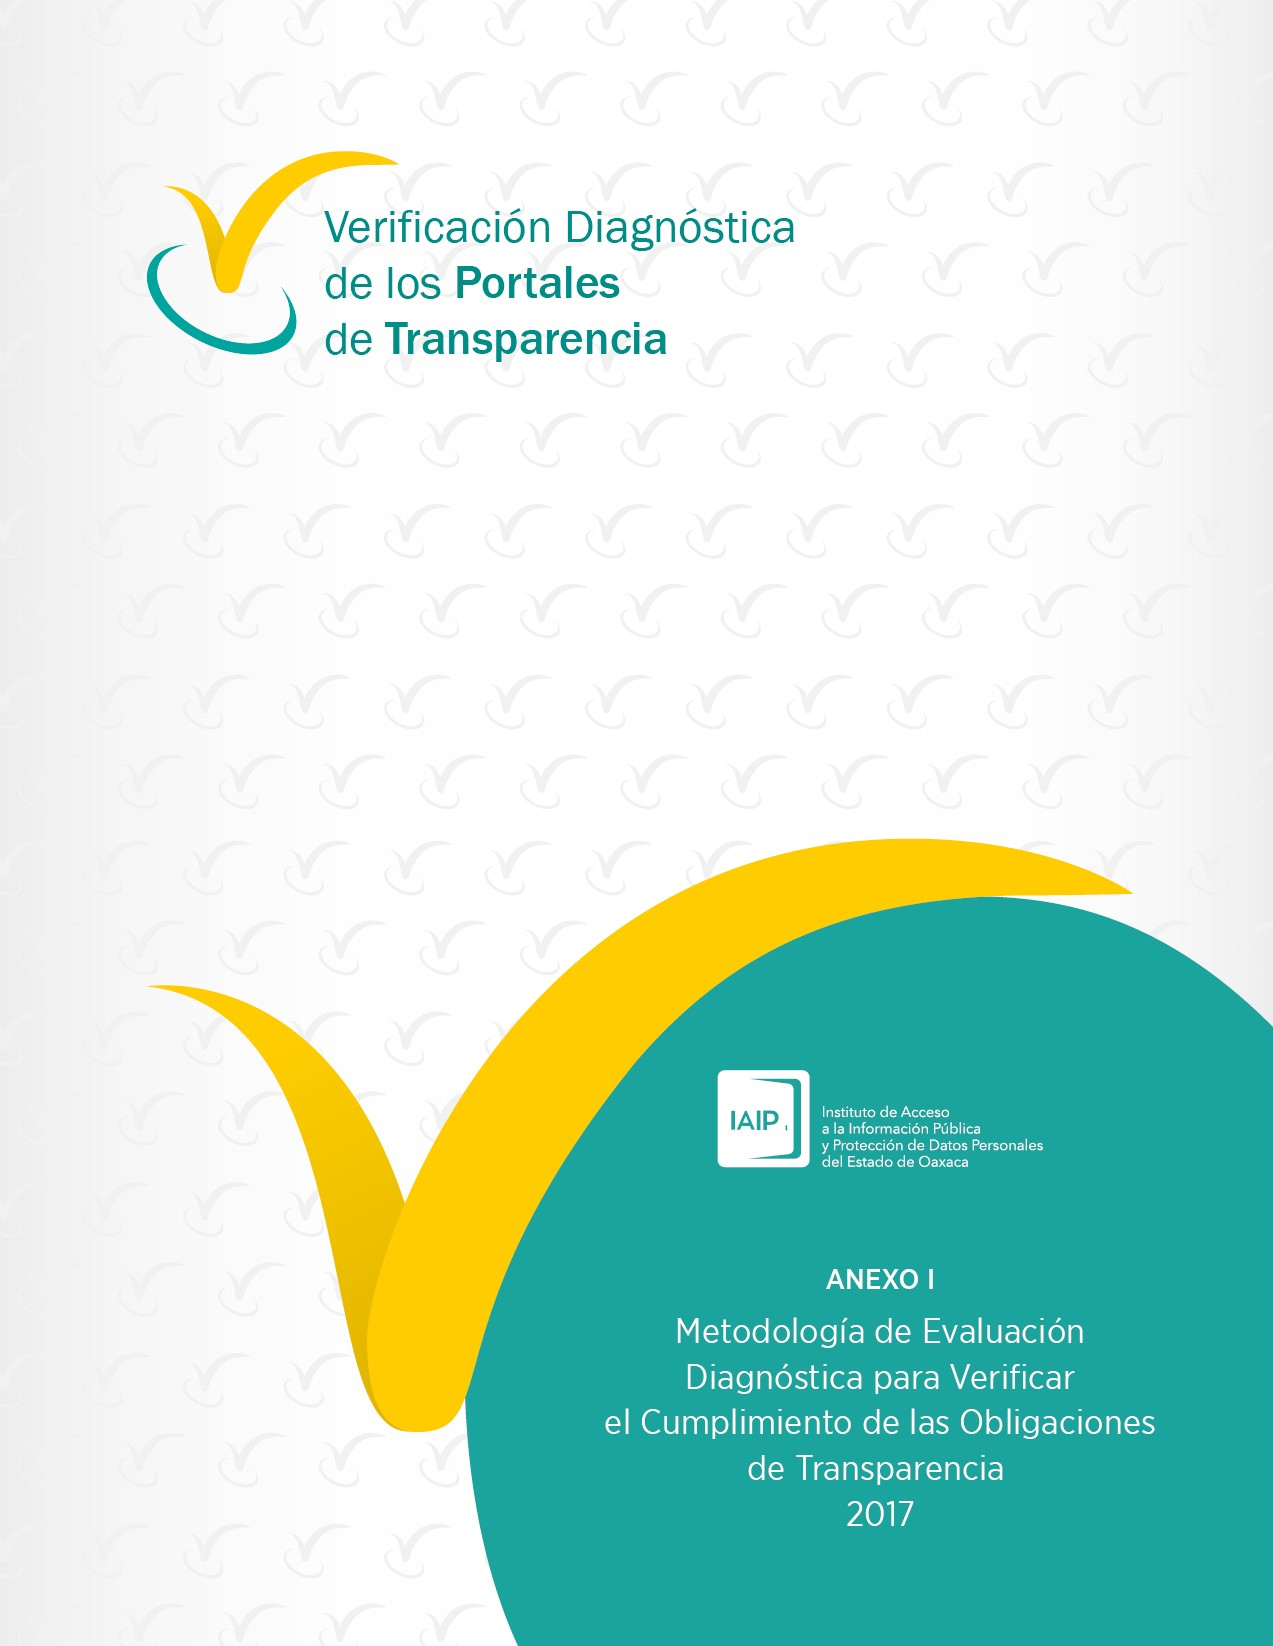 Verificación Diagnóstica
de los Portales
de Transparencia
IAIP
Instituto de Acceso
a la Información Pública
y Protección de Datos Personales
del Estado de Oaxaca
ANEXO I
Metodología de Evaluación
Diagnóstica para Verificar
el Cumplimiento de las Obligaciones
de Transparencia
2017